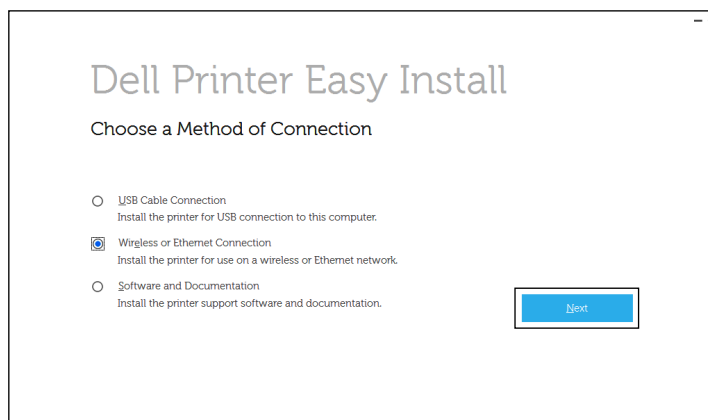 Dell Printer Easy Install
Choose a Method of Connection
USB Cable Connection
Install the printer for USB connection to this computer.
Wireless or Ethernet Connection
Install the printer for use on a wireless or Ethernet network.
Software and Documentation
Install the printer support software and documentation.
Next